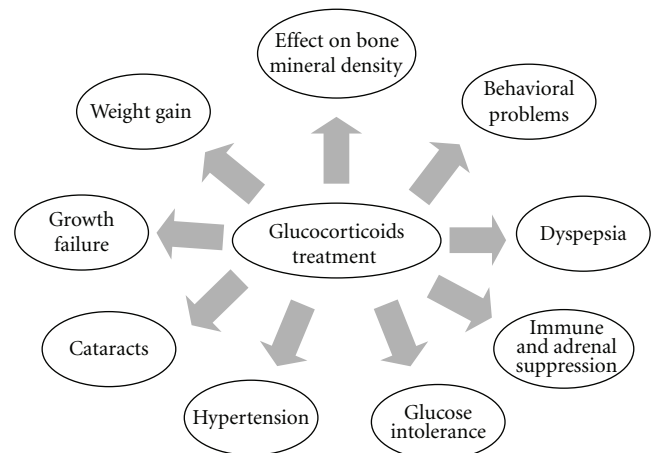 Effect on bone
mineral density
Behavioral
problems
Weight gain
Growth
failure
Glucocorticoids
treatment
Dyspepsia
Cataracts
Immune
and adrenal
suppression
Hypertension
Glucose
intolerance